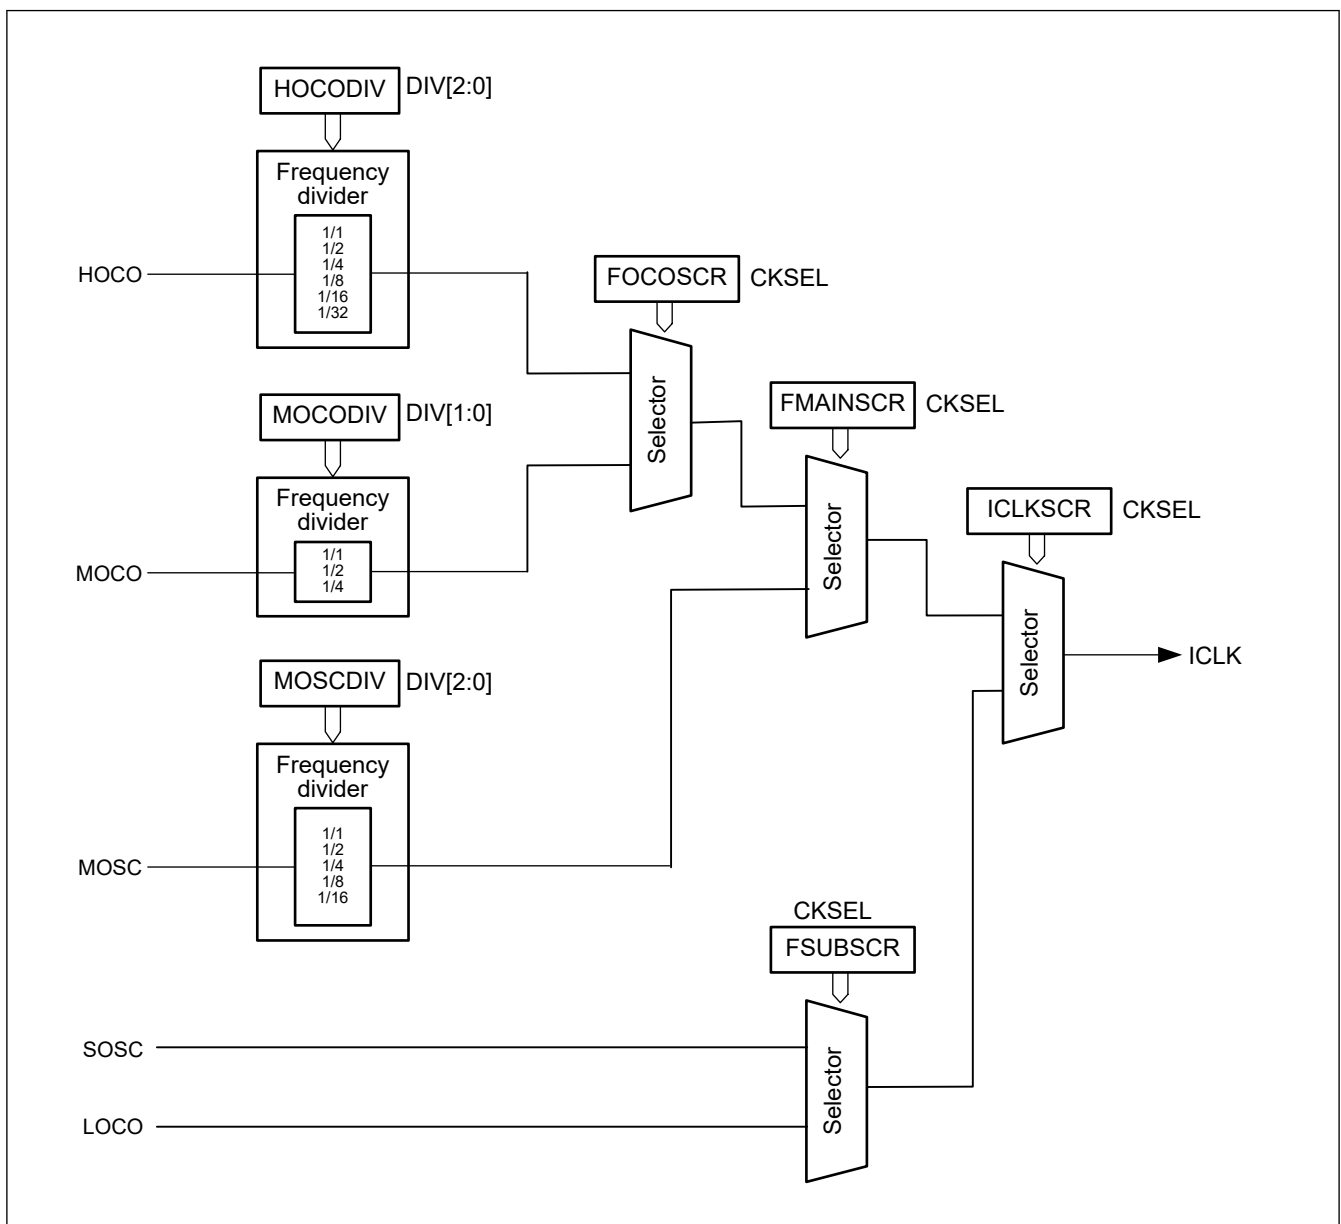 HOCODIV DIV[2:0]
Frequency
divider
1/1
1/2
1/4
1/8
1/16
1/32
HOCO
FOCOSCR CKSEL
Selector
MOCODIV DIV[1:0]
Frequency
divider
1/1
1/2
1/4
MOCO
FMAINSCR CKSEL
Selector
ICLKSCR CKSEL
Selector
ICLK
MOSCDIV DIV[2:0]
Frequency
divider
1/1
1/2
1/4
1/8
1/16
MOSC
CKSEL
FSUBSCR
Selector
SOSC
LOCO